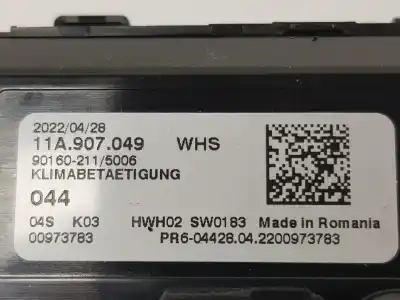 2022/04/28
11A.907.049 WHS
90160-211/5006
KLIMABETAETIGUNG
044
04S K03 HWH02 SW0183 Made in Romania
00973783 PR6-04428.04.2200973783